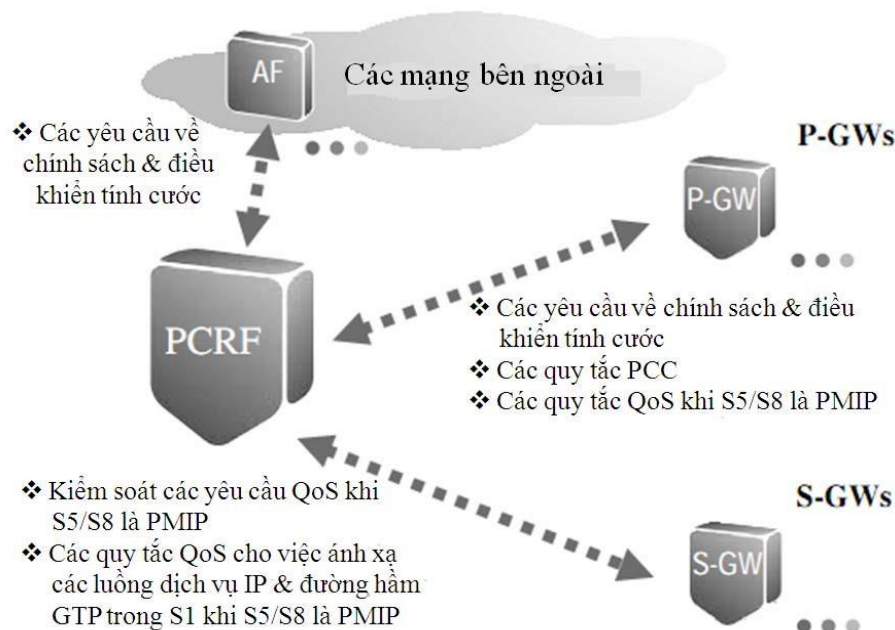 AF
Các mạng bên ngoài
❖ Các yêu cầu về
chính sách & điều
khiển tính cước
P-GWs
P-GW
PCRF
❖ Các yêu cầu về chính sách & điều
khiển tính cước
❖ Các quy tắc PCC
❖ Các quy tắc QoS khi S5/S8 là PMIP
❖ Kiểm soát các yêu cầu QoS khi
S5/S8 là PMIP
❖ Các quy tắc QoS cho việc ánh xạ
các luồng dịch vụ IP & đường hầm
GTP trong S1 khi S5/S8 là PMIP
S-GWs
S-GW